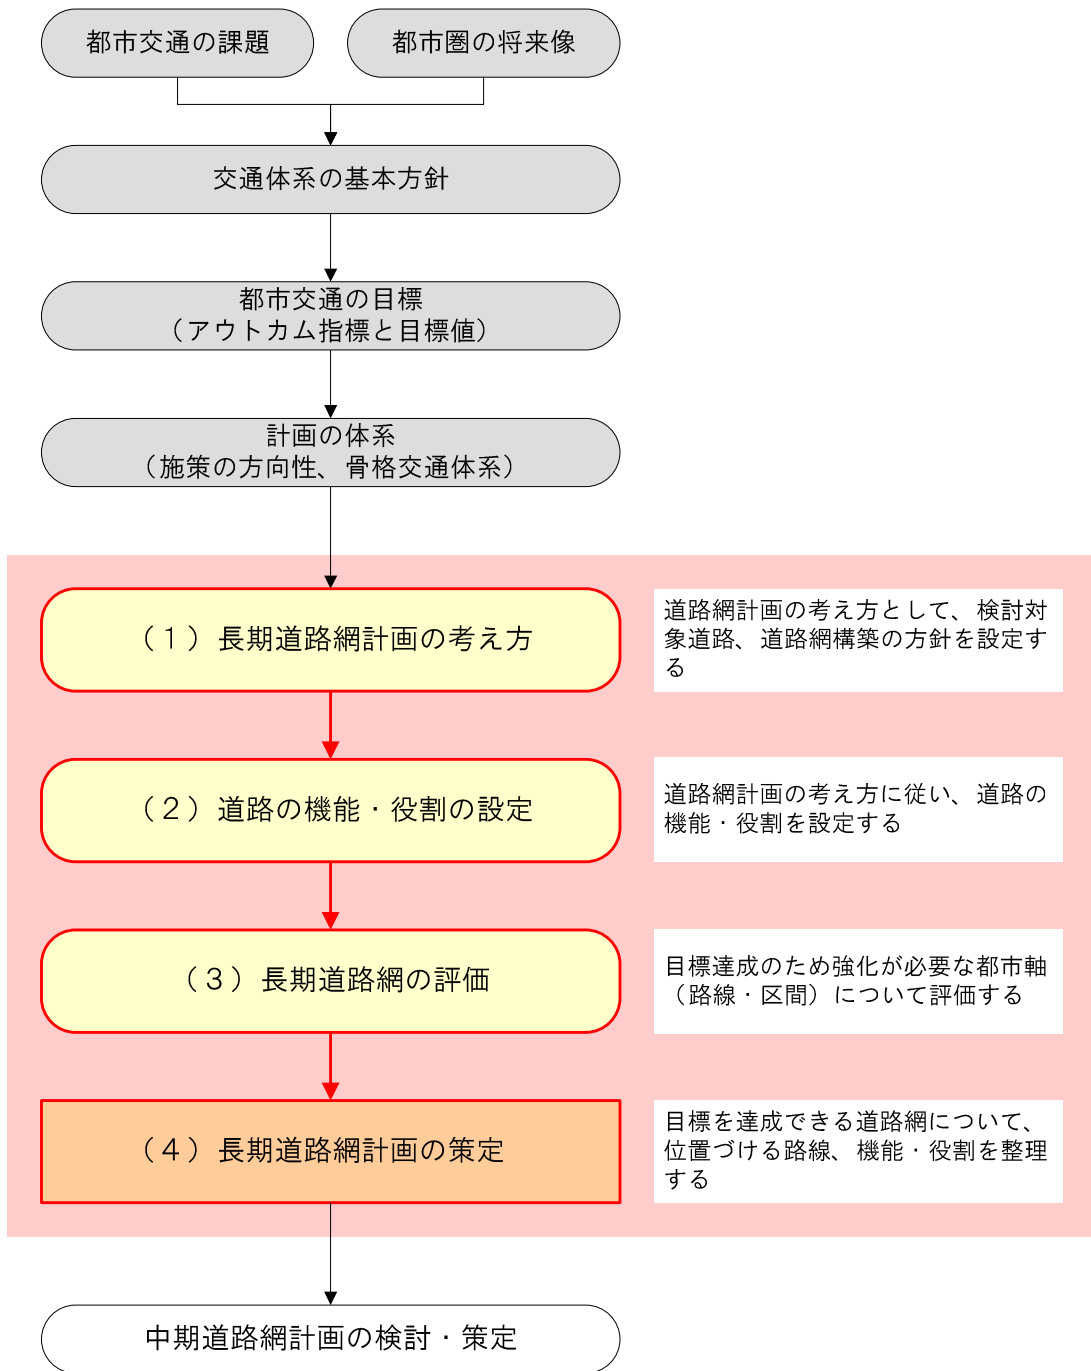 都市交通の課題
都市圏の将来像
交通体系の基本方針
都市交通の目標
（アウトカム指標と目標値）
計画の体系
（施策の方向性、骨格交通体系）
（１）長期道路網計画の考え方
道路網計画の考え方として、検討対
象道路、道路網構築の方針を設定す
る
（２）道路の機能・役割の設定
道路網計画の考え方に従い、道路の
機能・役割を設定する
（３）長期道路網の評価
目標達成のため強化が必要な都市軸
（路線・区間）について評価する
（４）長期道路網計画の策定
目標を達成できる道路網について、
位置づける路線、機能・役割を整理
する
中期道路網計画の検討・策定